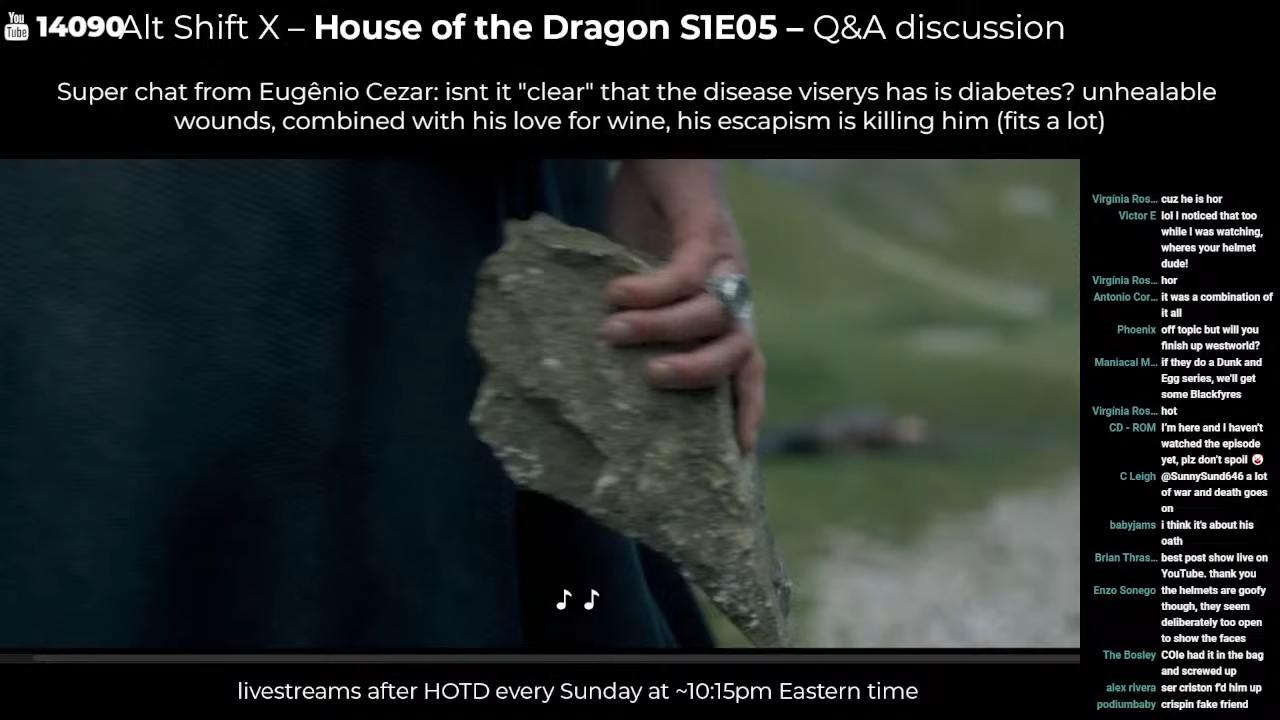 You Tube 14090 Alt Shift X – House of the Dragon S1E05 – Q&A discussion
Super chat from Eugênio Cezar: isnt it "clear" that the disease viserys has is diabetes? unhealable
wounds, combined with his love for wine, his escapism is killing him (fits a lot)
Virgínia Ros... cuz he is hor
Victor E lol I noticed that too
while I was watching,
wheres your helmet
dude!
Virgínia Ros... hor
Antonio Cor... it was a combination of
it all
Phoenix off topic but will you
finish up westworld?
Maniacal M... if they do a Dunk and
Egg series, we'll get
some Blackfyres
Virgínia Ros... hot
CD - ROM I'm here and I haven't
watched the episode
yet, plz don't spoil 🤡
C Leigh @SunnySund646 a lot
of war and death goes
on
babyjams i think it's about his
oath
Brian Thras... best post show live on
YouTube. thank you
Enzo Sonego the helmets are goofy
though, they seem
deliberately too open
to show the faces
The Bosley COle had it in the bag
and screwed up
alex rivera ser criston f'd him up
podiumbaby crispin fake friend
♪ ♪
livestreams after HOTD every Sunday at ~10:15pm Eastern time